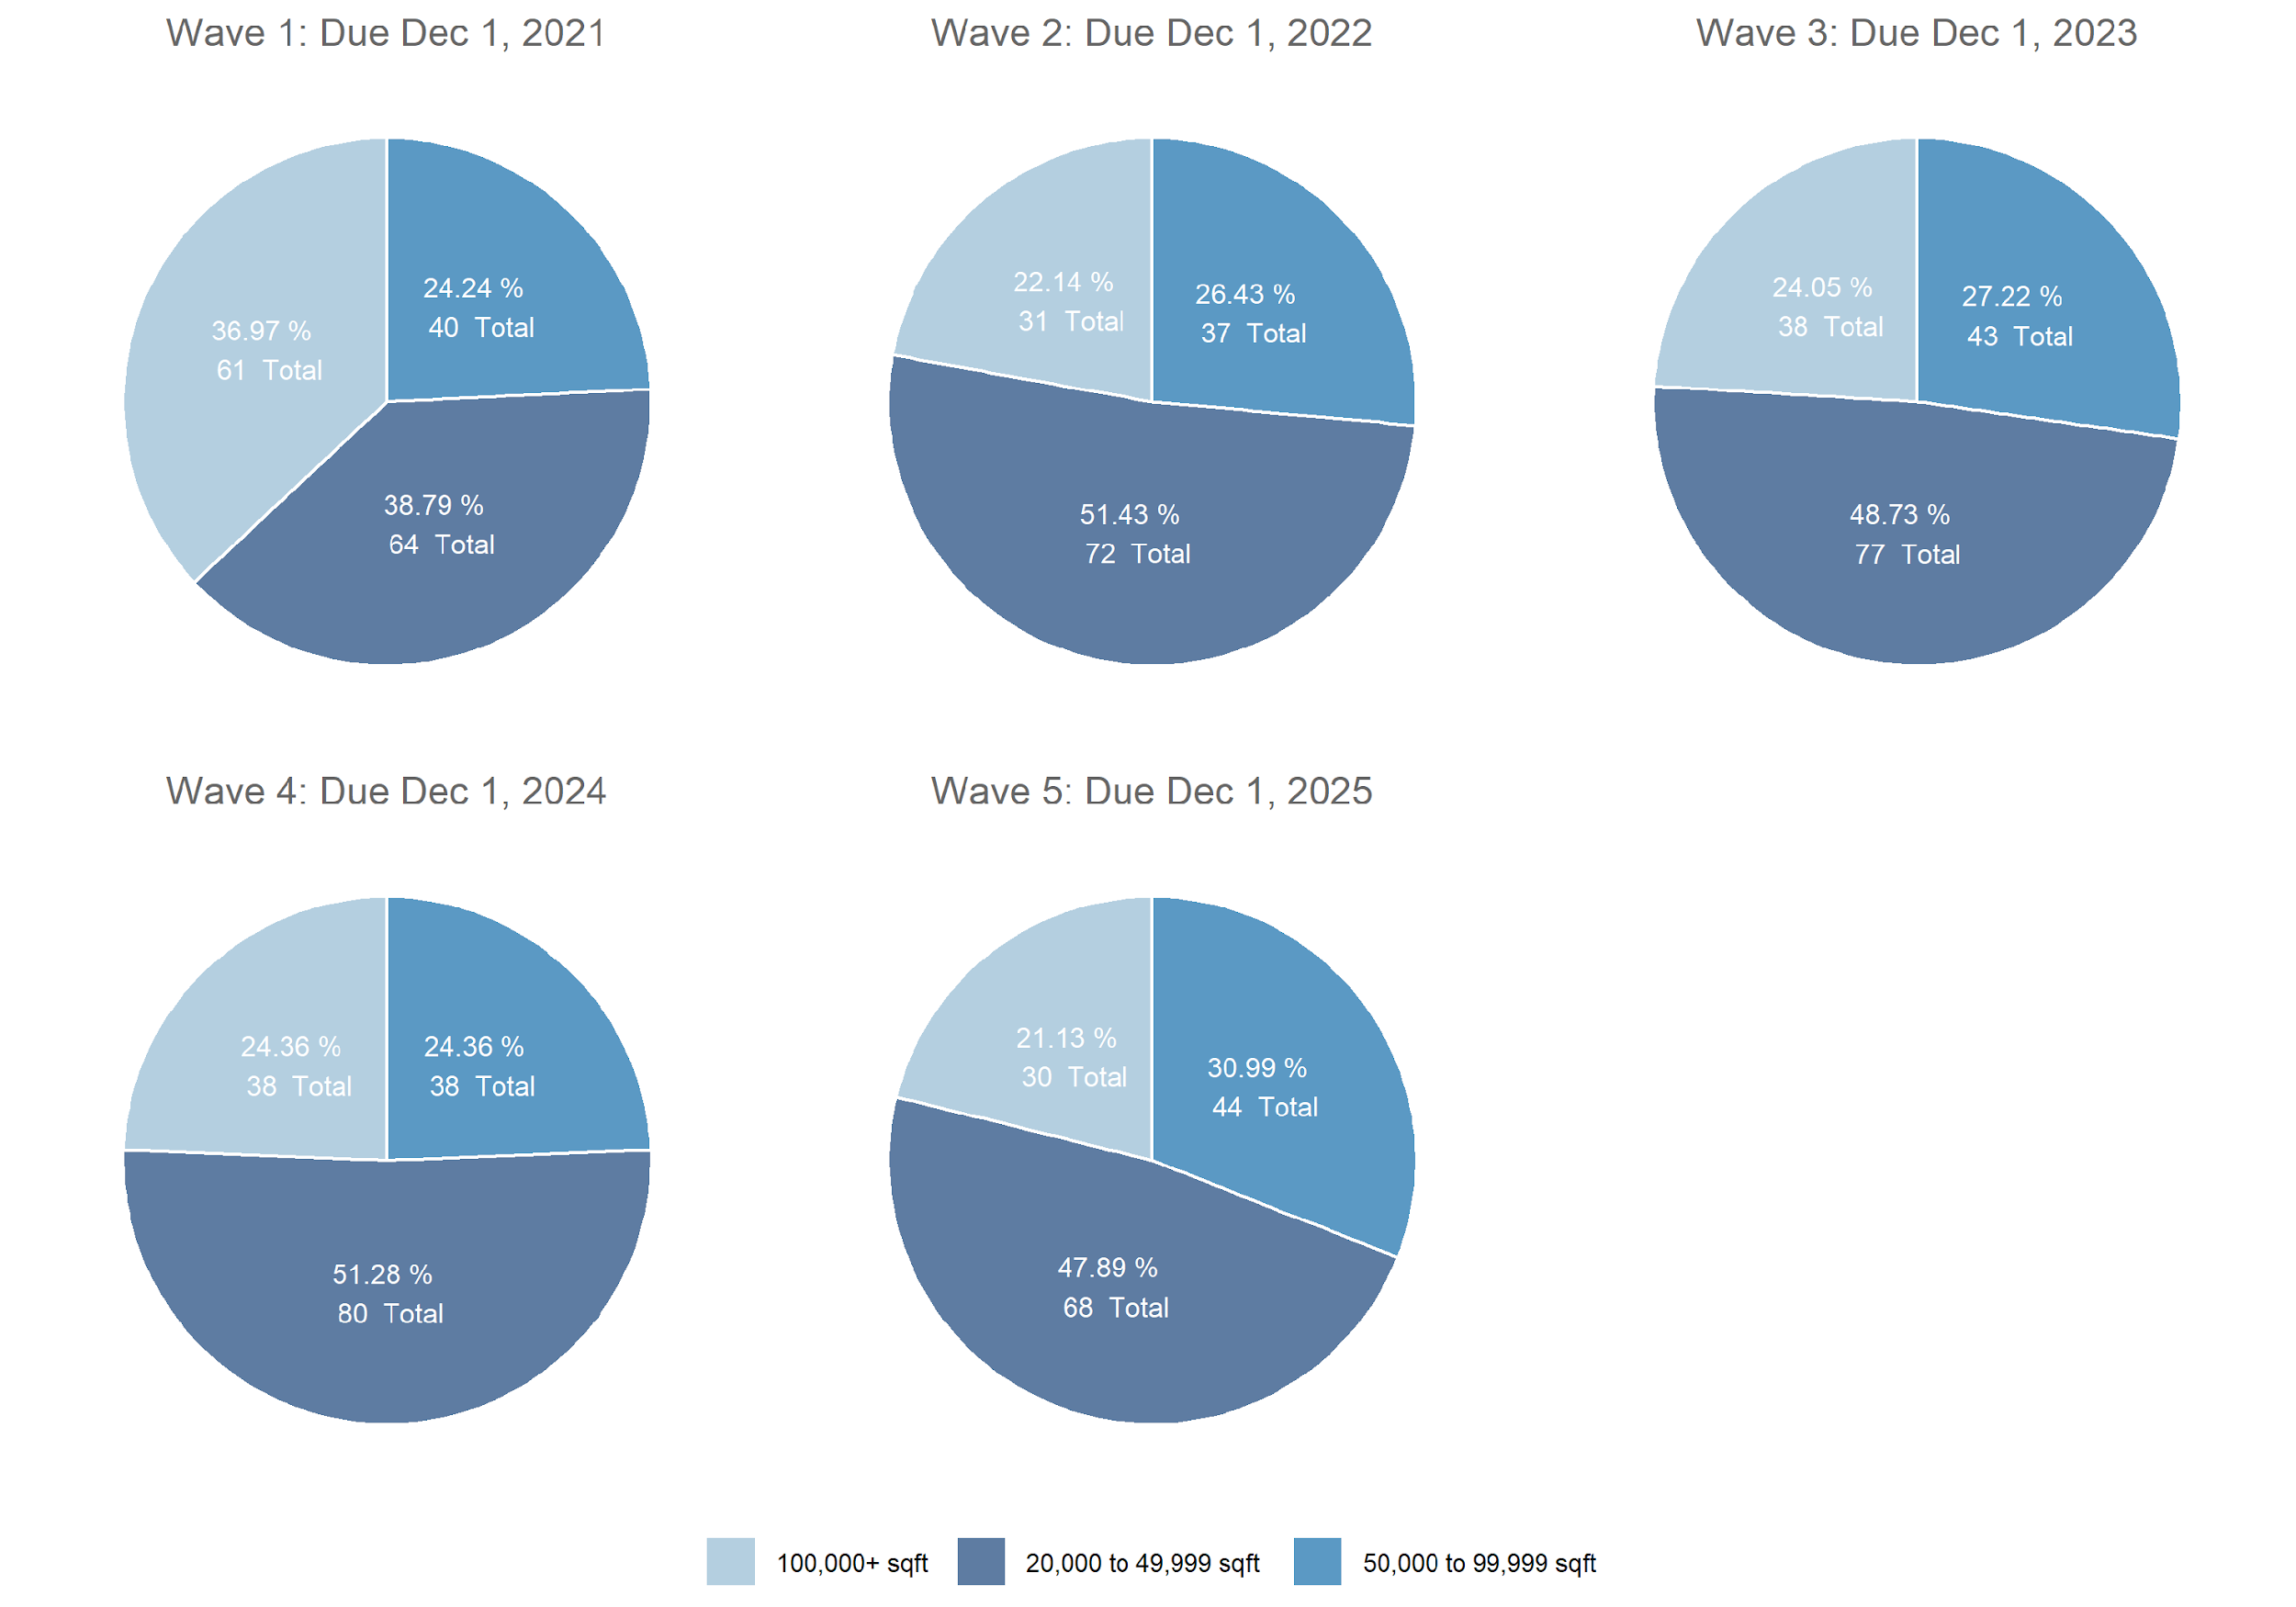 Wave 1: Due Dec 1, 2021
Wave 2: Due Dec 1, 2022
Wave 3: Due Dec 1, 2023
36.97 %
61 Total
24.24 %
40 Total
38.79 %
64 Total
22.14 %
31 Total
26.43 %
37 Total
51.43 %
72 Total
24.05 %
38 Total
27.22 %
43 Total
48.73 %
77 Total
Wave 4: Due Dec 1, 2024
Wave 5: Due Dec 1, 2025
24.36 %
38 Total
24.36 %
38 Total
51.28 %
80 Total
21.13 %
30 Total
30.99 %
44 Total
47.89 %
68 Total
100,000+ sqft
20,000 to 49,999 sqft
50,000 to 99,999 sqft